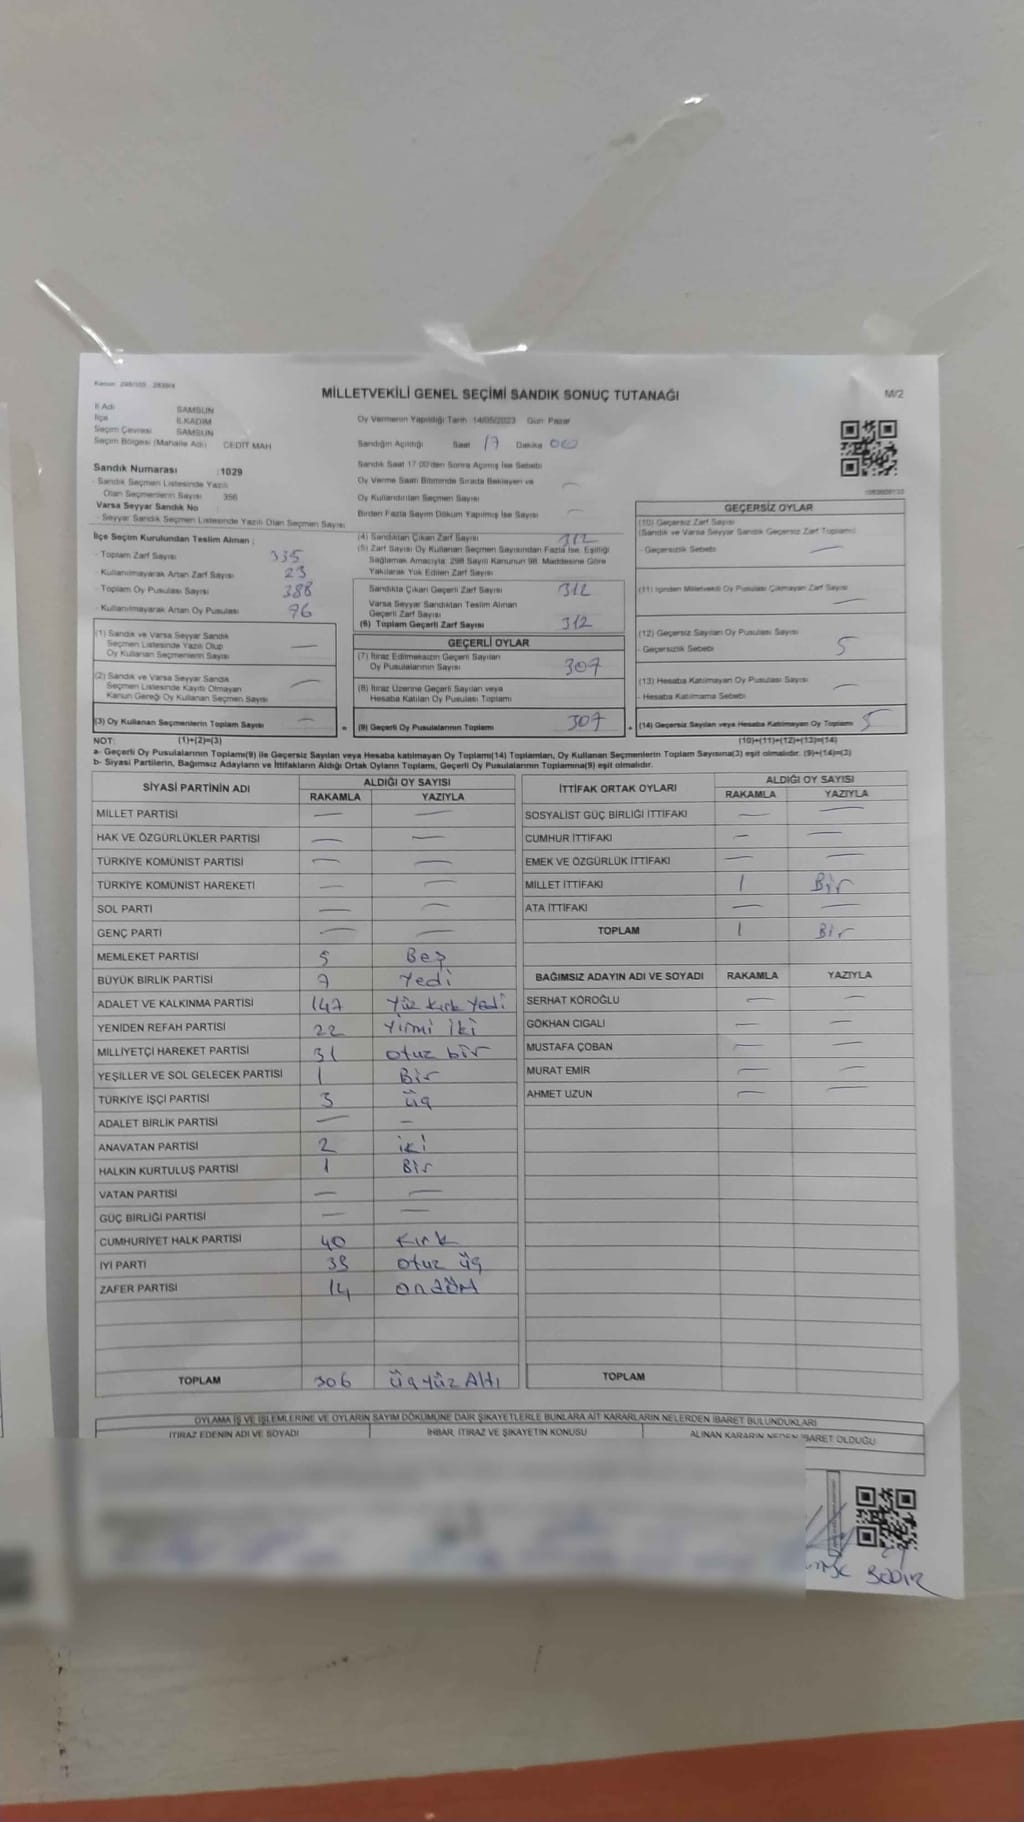 MİLLETVEKİLİ GENEL SEÇİMİ SANDIK SONUÇ TUTANAĞI
M/2
İl Adı SAMSUN
İlçe İLKADIM
Seçim Çevresi SAMSUN
Seçim Bölgesi (Mahalle Adı) CEDİT MAH
Oy Vermenin Yapıldığı Tarih :14/05/2023 Gün Pazar
Sandığın Açıldığı Saat 17 Dakika 00
Sandık Saat 17:00'den Sonra Açılmış İse Sebebi
Oy Verme Saati Bitiminde Sırada Bekleyen ve
Oy Kullandırılan Seçmen Sayısı
Birden Fazla Sayım Döküm Yapılmış İse Sayısı
Sandık Numarası :1029
- Sandık Seçmen Listesinde Yazılı
Olan Seçmenlerin Sayısı 356
Varsa Seyyar Sandık No
- Seyyar Sandık Seçmen Listesinde Yazılı Olan Seçmen Sayısı
İlçe Seçim Kurulundan Teslim Alınan ;
- Toplam Zarf Sayısı 335
- Kullanılmayarak Artan Zarf Sayısı 23
- Toplam Oy Pusulası Sayısı 388
- Kullanılmayarak Artan Oy Pusulası 76
(1) Sandık ve Varsa Seyyar Sandık
Seçmen Listesinde Yazılı Olup
Oy Kullanan Seçmenlerin Sayısı —
(2) Sandık ve Varsa Seyyar Sandık
Seçmen Listesinde Kayıtlı Olmayan
Kanun Gereği Oy Kullanan Seçmen Sayısı —
(3) Oy Kullanan Seçmenlerin Toplam Sayısı —
(4) Sandıktan Çıkan Zarf Sayısı 312
(5) Zarf Sayısı Oy Kullanan Seçmen Sayısından Fazla İse, Eşitliği
Sağlamak Amacıyla; 298 Sayılı Kanunun 98. Maddesine Göre
Yakılarak Yok Edilen Zarf Sayısı
Sandıkta Çıkan Geçerli Zarf Sayısı 312
Varsa Seyyar Sandıktan Teslim Alınan
Geçerli Zarf Sayısı
(6) Toplam Geçerli Zarf Sayısı 312
GEÇERLİ OYLAR
(7) İtiraz Edilmeksizin Geçerli Sayılan
Oy Pusulalarının Sayısı 307
(8) İtiraz Üzerine Geçerli Sayılan veya
Hesaba Katılan Oy Pusulası Toplamı
= (9) Geçerli Oy Pusulalarının Toplamı 307
GEÇERSİZ OYLAR
(10) Geçersiz Zarf Sayısı
(Sandık ve Varsa Seyyar Sandık Geçersiz Zarf Toplamı)
- Geçersizlik Sebebi —
(11) İçinden Milletvekili Oy Pusulası Çıkmayan Zarf Sayısı —
(12) Geçersiz Sayılan Oy Pusulası Sayısı
- Geçersizlik Sebebi 5
(13) Hesaba Katılmayan Oy Pusulası Sayısı
- Hesaba Katılmama Sebebi —
+ (14) Geçersiz Sayılan veya Hesaba Katılmayan Oy Toplamı 5
NOT: (1)+(2)=(3) (10)+(11)+(12)+(13)=(14)
a- Geçerli Oy Pusulalarının Toplamı(9) ile Geçersiz Sayılan veya Hesaba katılmayan Oy Toplamı(14) Toplamları, Oy Kullanan Seçmenlerin Toplam Sayısına(3) eşit olmalıdır. (9)+(14)=(3)
b- Siyasi Partilerin, Bağımsız Adayların ve İttifakların Aldığı Ortak Oyların Toplamı, Geçerli Oy Pusulalarının Toplamına(9) eşit olmalıdır.
SİYASİ PARTİNİN ADI ALDIĞI OY SAYISI
RAKAMLA YAZIYLA
MİLLET PARTİSİ — —
HAK VE ÖZGÜRLÜKLER PARTİSİ — —
TÜRKİYE KOMÜNİST PARTİSİ — —
TÜRKİYE KOMÜNİST HAREKETİ — —
SOL PARTİ — —
GENÇ PARTİ — —
MEMLEKET PARTİSİ 5 Beş
BÜYÜK BİRLİK PARTİSİ 7 Yedi
ADALET VE KALKINMA PARTİSİ 147 Yüz kırk Yedi
YENİDEN REFAH PARTİSİ 22 Yirmi iki
MİLLİYETÇİ HAREKET PARTİSİ 31 otuz bir
YEŞİLLER VE SOL GELECEK PARTİSİ 1 Bir
TÜRKİYE İŞÇİ PARTİSİ 3 üç
ADALET BİRLİK PARTİSİ — —
ANAVATAN PARTİSİ 2 iki
HALKIN KURTULUŞ PARTİSİ 1 Bir
VATAN PARTİSİ — —
GÜÇ BİRLİĞİ PARTİSİ — —
CUMHURİYET HALK PARTİSİ 40 Kırk
İYİ PARTİ 33 otuz üç
ZAFER PARTİSİ 14 ondört
TOPLAM 306 üçyüz Altı
İTTİFAK ORTAK OYLARI ALDIĞI OY SAYISI
RAKAMLA YAZIYLA
SOSYALİST GÜÇ BİRLİĞİ İTTİFAKI — —
CUMHUR İTTİFAKI — —
EMEK VE ÖZGÜRLÜK İTTİFAKI — —
MİLLET İTTİFAKI 1 Bir
ATA İTTİFAKI — —
TOPLAM 1 Bir
BAĞIMSIZ ADAYIN ADI VE SOYADI RAKAMLA YAZIYLA
SERHAT KÖROĞLU — —
GÖKHAN CIGALI — —
MUSTAFA ÇOBAN — —
MURAT EMİR — —
AHMET UZUN — —
TOPLAM
OYLAMA İŞ VE İŞLEMLERİNE VE OYLARIN SAYIM DÖKÜMÜNE DAİR ŞİKAYETLERLE BUNLARA AİT KARARLARIN NELERDEN İBARET BULUNDUKLARI
İTİRAZ EDENİN ADI VE SOYADI İHBAR, İTİRAZ VE ŞİKAYETİN KONUSU ALINAN KARARIN NEDEN İBARET OLDUĞU